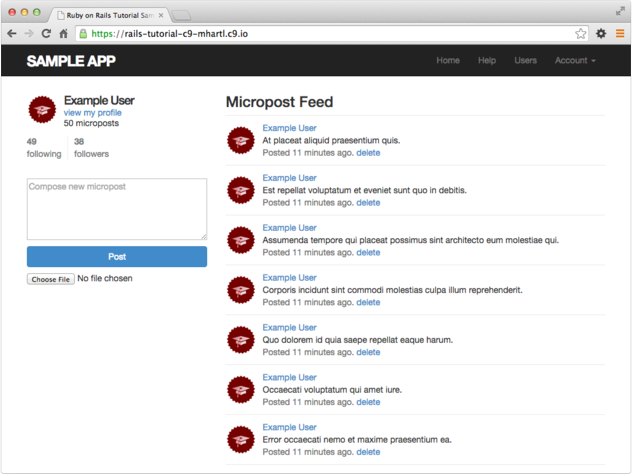 Ruby on Rails Tutorial Sam
https://rails-tutorial-c9-mhartl.c9.io
SAMPLE APP
Home Help Users Account
Example User
view my profile
50 microposts
49 38
following followers
Compose new micropost
Post
Choose File No file chosen
Micropost Feed
Example User
At placeat aliquid praesentium quis.
Posted 11 minutes ago. delete
Example User
Est repellat voluptatum et eveniet sunt quo in debitis.
Posted 11 minutes ago. delete
Example User
Assumenda tempore qui placeat possimus sint architecto eum molestiae qui.
Posted 11 minutes ago. delete
Example User
Corporis incidunt sint commodi molestias culpa illum reprehenderit.
Posted 11 minutes ago. delete
Example User
Quo dolorem id quia saepe repellat eaque harum.
Posted 11 minutes ago. delete
Example User
Occaecati voluptatum qui amet iure.
Posted 11 minutes ago. delete
Example User
Error occaecati nemo et maxime praesentium ea.
Posted 11 minutes ago. delete